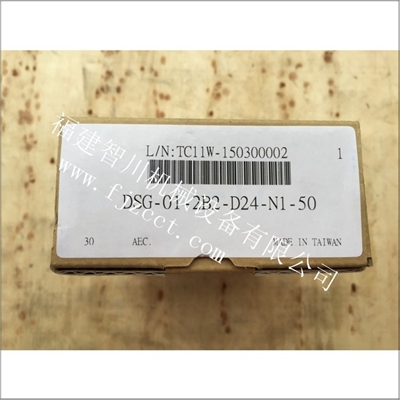 L/N:TC11W-150300002 1
DSG-01-2B2-D24-N1-50
30 AEC. MADE IN TAIWAN
福建智川机械设备有限公司
www.fjzcct.com